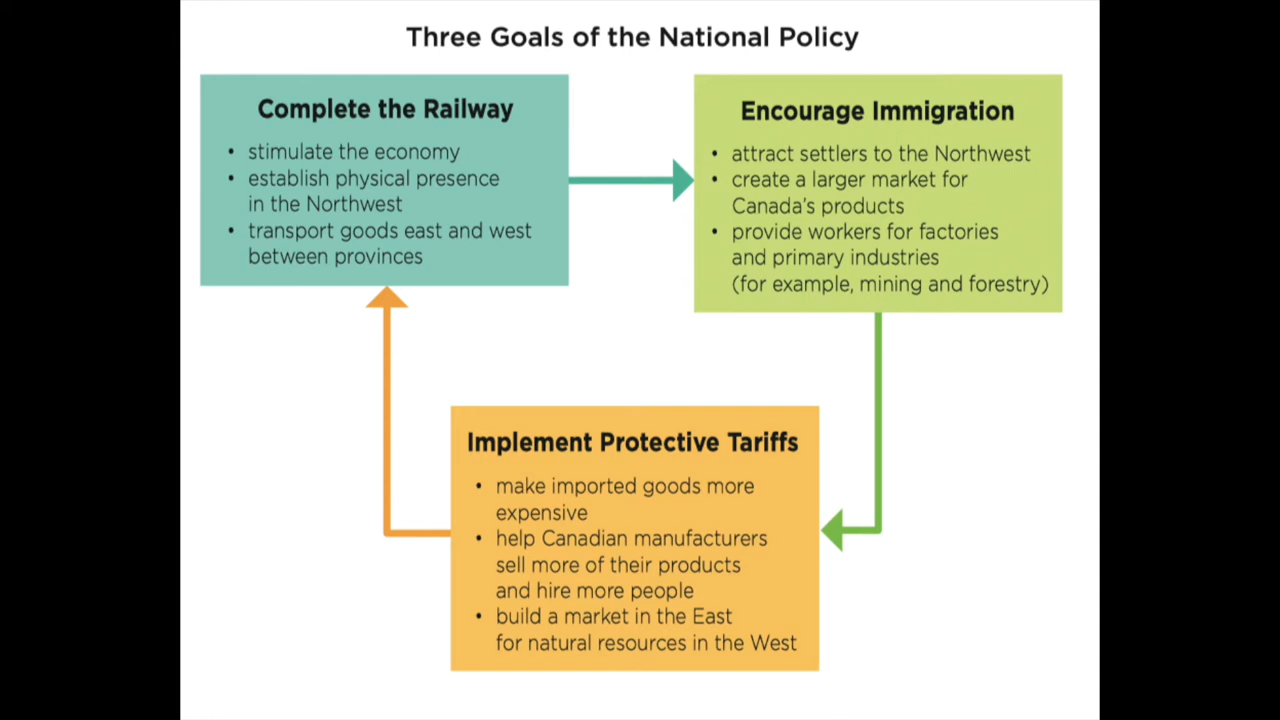 Three Goals of the National Policy
Complete the Railway
• stimulate the economy
• establish physical presence
in the Northwest
• transport goods east and west
between provinces
Encourage Immigration
• attract settlers to the Northwest
• create a larger market for
Canada's products
• provide workers for factories
and primary industries
(for example, mining and forestry)
Implement Protective Tariffs
• make imported goods more
expensive
• help Canadian manufacturers
sell more of their products
and hire more people
• build a market in the East
for natural resources in the West